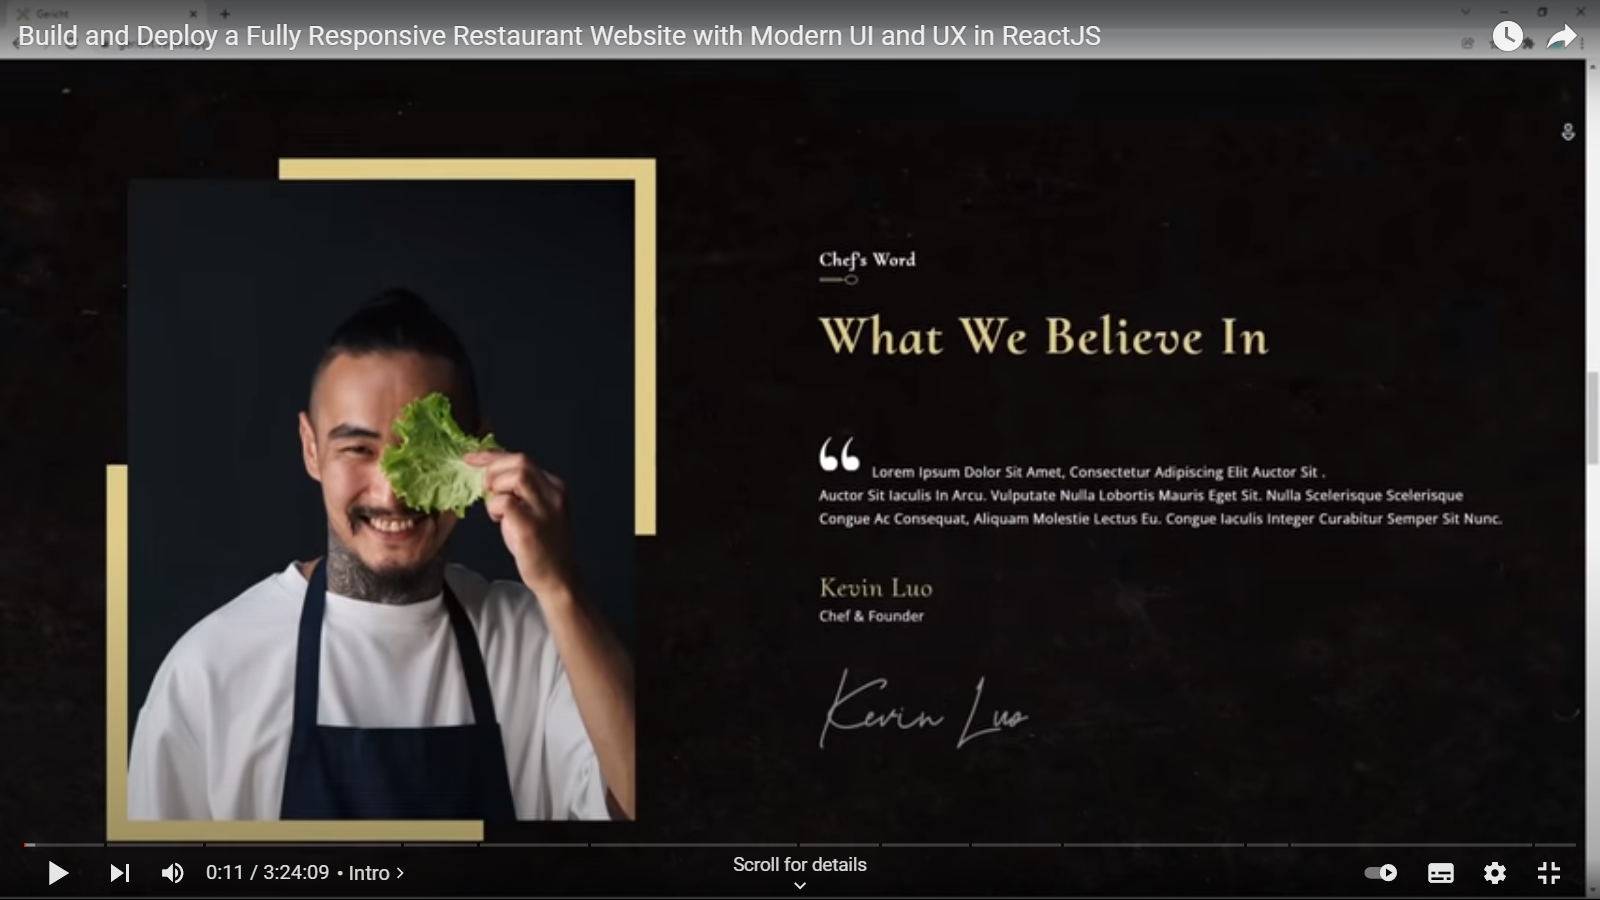 Gericht
Build and Deploy a Fully Responsive Restaurant Website with Modern UI and UX in ReactJS
Chef's Word
What We Believe In
“ Lorem Ipsum Dolor Sit Amet, Consectetur Adipiscing Elit Auctor Sit .
Auctor Sit Iaculis In Arcu. Vulputate Nulla Lobortis Mauris Eget Sit. Nulla Scelerisque Scelerisque
Congue Ac Consequat, Aliquam Molestie Lectus Eu. Congue Iaculis Integer Curabitur Semper Sit Nunc.
Kevin Luo
Chef & Founder
Kevin Luo
Scroll for details
0:11 / 3:24:09 • Intro >